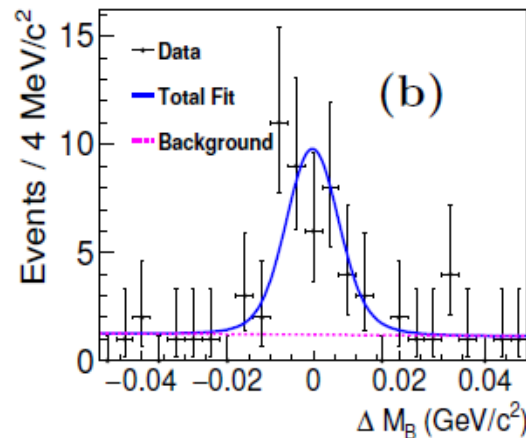 Events / 4 MeV/c²
15
10
5
0
Data
Total Fit
Background
(b)
−0.04 −0.02 0 0.02 0.04
Δ M_B (GeV/c²)